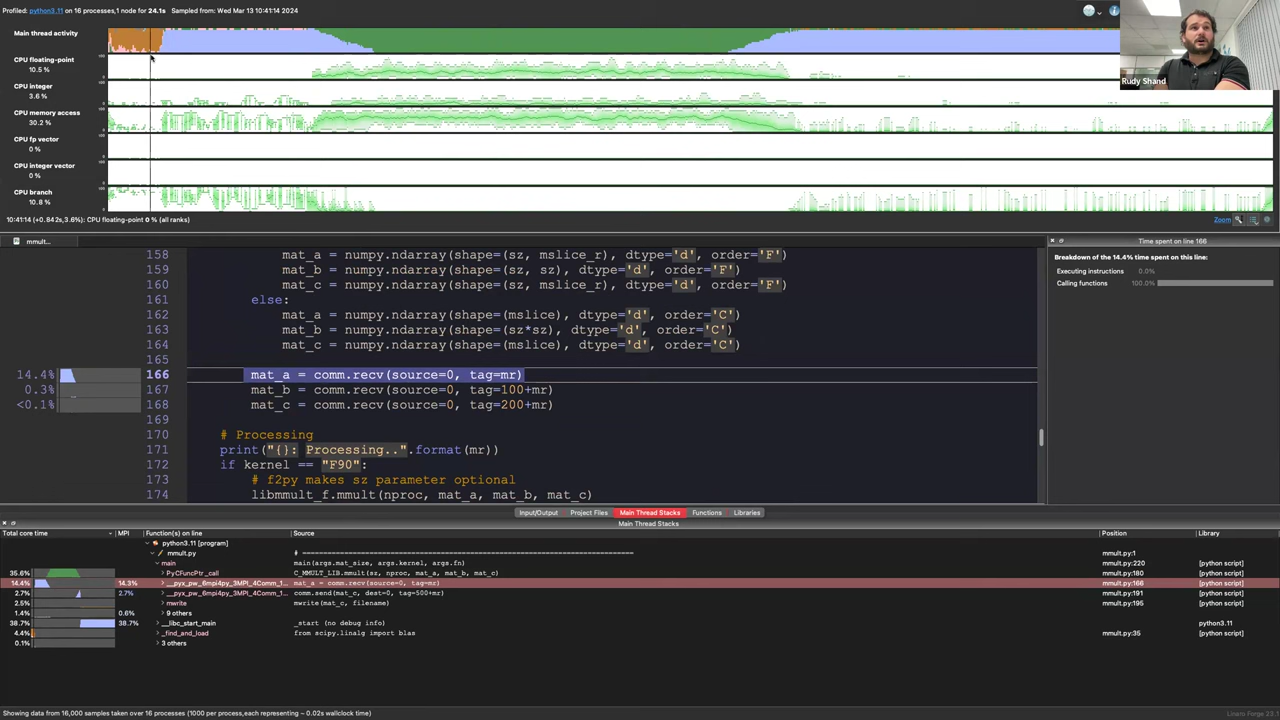 Profiled: python3.11 on 16 processes,1 node for 24.1s Sampled from: Wed Mar 13 10:41:14 2024
Main thread activity
CPU floating-point
10.5 %
CPU integer
3.6 %
CPU memory access
30.2 %
CPU fp vector
0 %
CPU integer vector
0 %
CPU branch
10.8 %
Rudy Shand
10:41:14 (+0.842s,3.6%): CPU floating-point 0 % (all ranks)
Zoom
mmult...
Time spent on line 166
Breakdown of the 14.4% time spent on this line:
Executing instructions 0.0%
Calling functions 100.0%
158 mat_a = numpy.ndarray(shape=(sz, mslice_r), dtype='d', order='F')
159 mat_b = numpy.ndarray(shape=(sz, sz), dtype='d', order='F')
160 mat_c = numpy.ndarray(shape=(sz, mslice_r), dtype='d', order='F')
161 else:
162 mat_a = numpy.ndarray(shape=(mslice), dtype='d', order='C')
163 mat_b = numpy.ndarray(shape=(sz*sz), dtype='d', order='C')
164 mat_c = numpy.ndarray(shape=(mslice), dtype='d', order='C')
165
14.4% 166 mat_a = comm.recv(source=0, tag=mr)
0.3% 167 mat_b = comm.recv(source=0, tag=100+mr)
<0.1% 168 mat_c = comm.recv(source=0, tag=200+mr)
169
170 # Processing
171 print("{}: Processing..".format(mr))
172 if kernel == "F90":
173 # f2py makes sz parameter optional
174 libmmult_f.mmult(nproc, mat_a, mat_b, mat_c)
Input/Output Project Files Main Thread Stacks Functions Libraries
Main Thread Stacks
Total core time MPI Function(s) on line Source Position Library
python3.11 [program]
mmult.py # ======================================================================== mmult.py:1
main main(args.mat_size, args.kernel, args.fn) mmult.py:220 [python script]
35.6% PyCFuncPtr_call C_MMULT_LIB.mmult(sz, nproc, mat_a, mat_b, mat_c) mmult.py:180 [python script]
14.4% 14.3% __pyx_pw_6mpi4py_3MPI_4Comm_1... mat_a = comm.recv(source=0, tag=mr) mmult.py:166 [python script]
2.7% 2.7% __pyx_pw_6mpi4py_3MPI_4Comm_1... comm.send(mat_c, dest=0, tag=500+mr) mmult.py:191 [python script]
2.5% mwrite mwrite(mat_c, filename) mmult.py:195 [python script]
1.4% 0.6% 9 others
38.7% 38.7% __libc_start_main _start (no debug info) python3.11
4.4% _find_and_load from scipy.linalg import blas mmult.py:35 [python script]
0.1% 3 others
Showing data from 16,000 samples taken over 16 processes (1000 per process,each representing ~ 0.02s wallclock time)